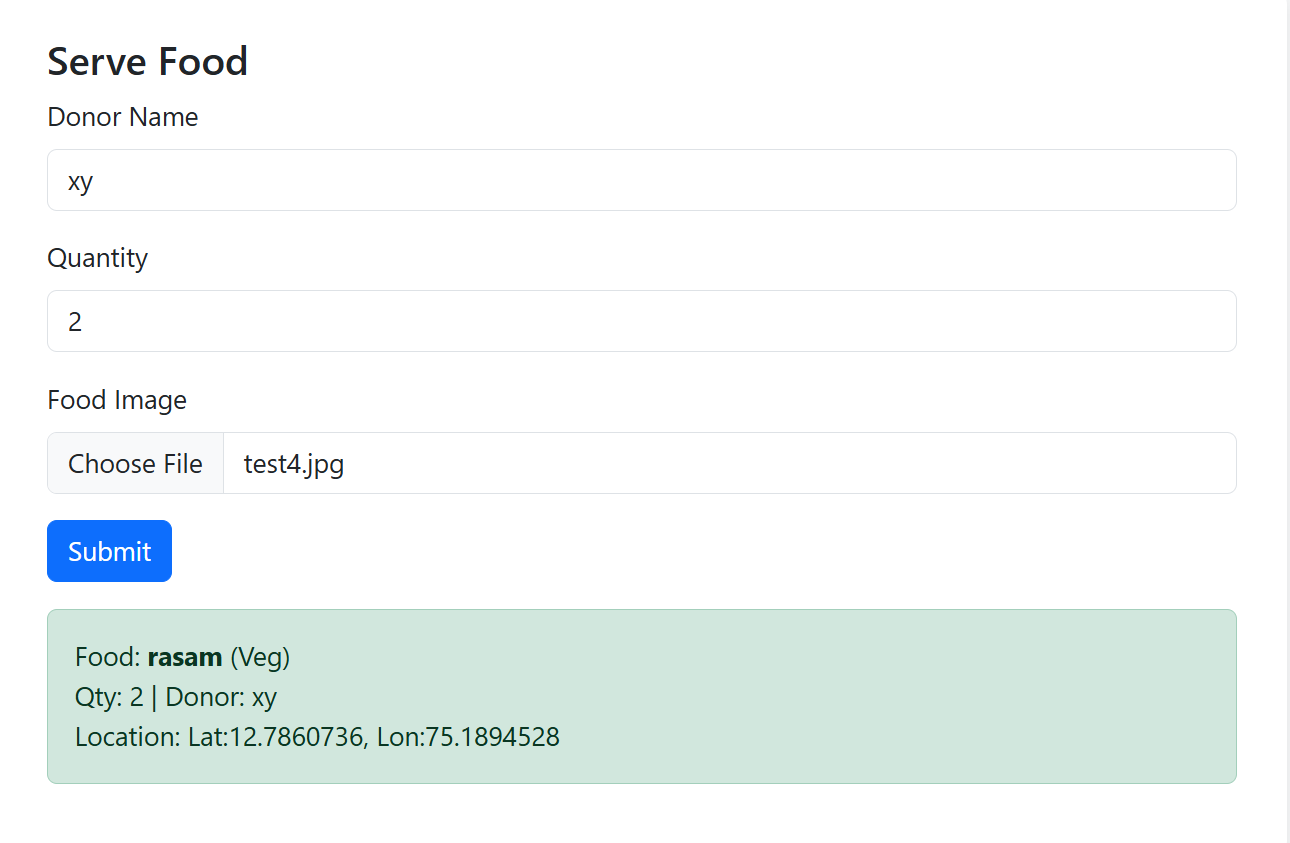 Serve Food
Donor Name
xy
Quantity
2
Food Image
Choose File test4.jpg
Submit
Food: rasam (Veg)
Qty: 2 | Donor: xy
Location: Lat:12.7860736, Lon:75.1894528